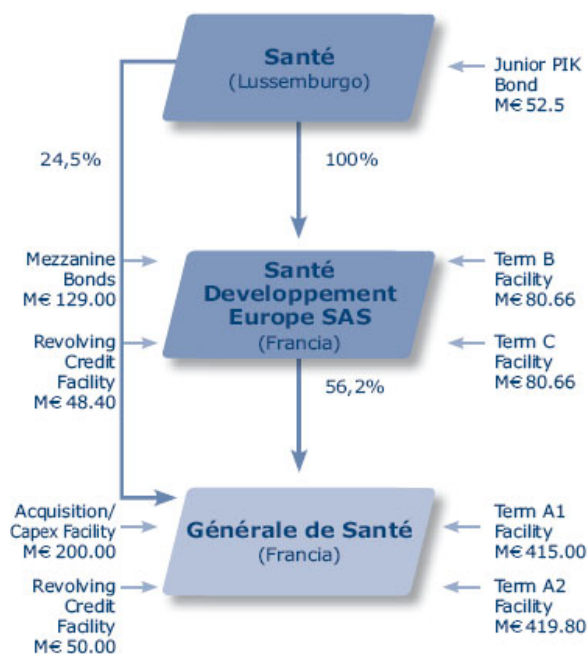 Santé
(Lussemburgo)
Junior PIK
Bond
M€ 52.5
24,5%
100%
Mezzanine
Bonds
M€ 129.00
Revolving
Credit
Facility
M€ 48.40
Santé
Developpement
Europe SAS
(Francia)
Term B
Facility
M€ 80.66
Term C
Facility
M€ 80.66
56,2%
Acquisition/
Capex Facility
M€ 200.00
Revolving
Credit
Facility
M€ 50.00
Générale de Santé
(Francia)
Term A1
Facility
M€ 415.00
Term A2
Facility
M€ 419.80